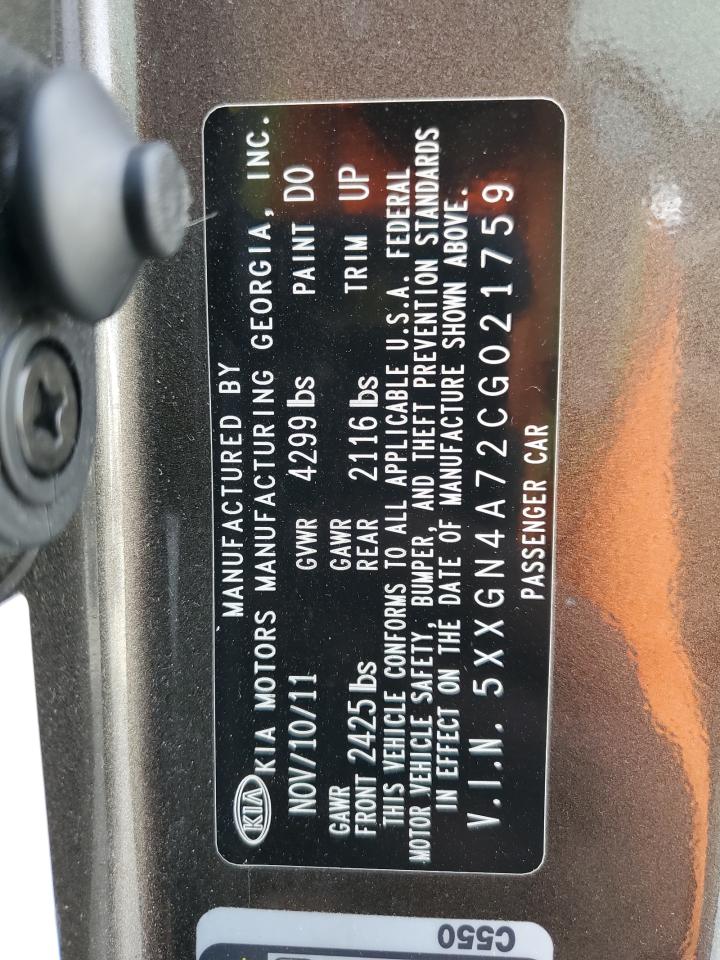 MANUFACTURED BY
KIA KIA MOTORS MANUFACTURING GEORGIA, INC.
NOV/10/11 GVWR 4299 lbs PAINT DO
GAWR FRONT 2425 lbs GAWR REAR 2116 lbs TRIM UP
THIS VEHICLE CONFORMS TO ALL APPLICABLE U.S.A. FEDERAL
MOTOR VEHICLE SAFETY, BUMPER, AND THEFT PREVENTION STANDARDS
IN EFFECT ON THE DATE OF MANUFACTURE SHOWN ABOVE.
V.I.N. 5XXGN4A72CG021759
PASSENGER CAR
C550